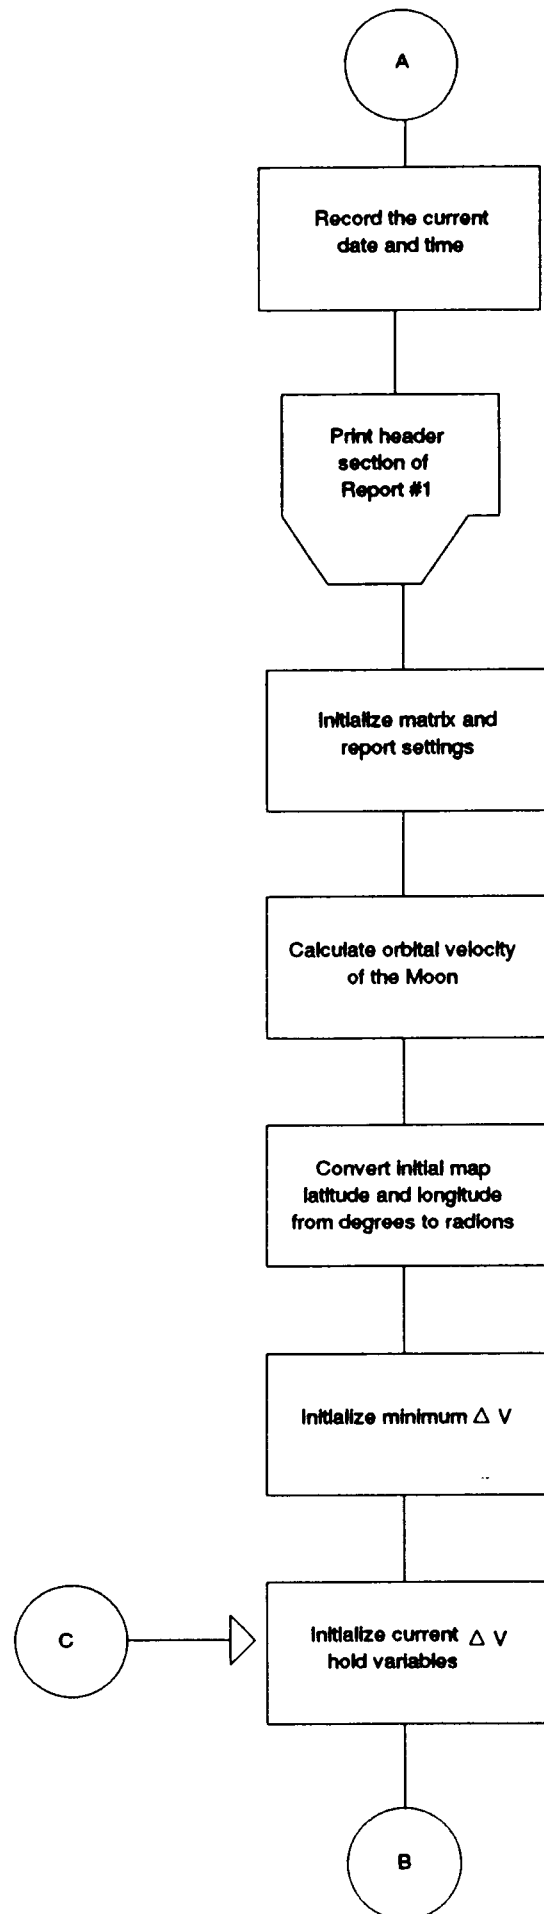 A
Record the current
date and time
Print header
section of
Report #1
Initialize matrix and
report settings
Calculate orbital velocity
of the Moon
Convert initial map
latitude and longitude
from degrees to radions
Initialize minimum Δ V
C
Initialize current Δ V
hold variables
B